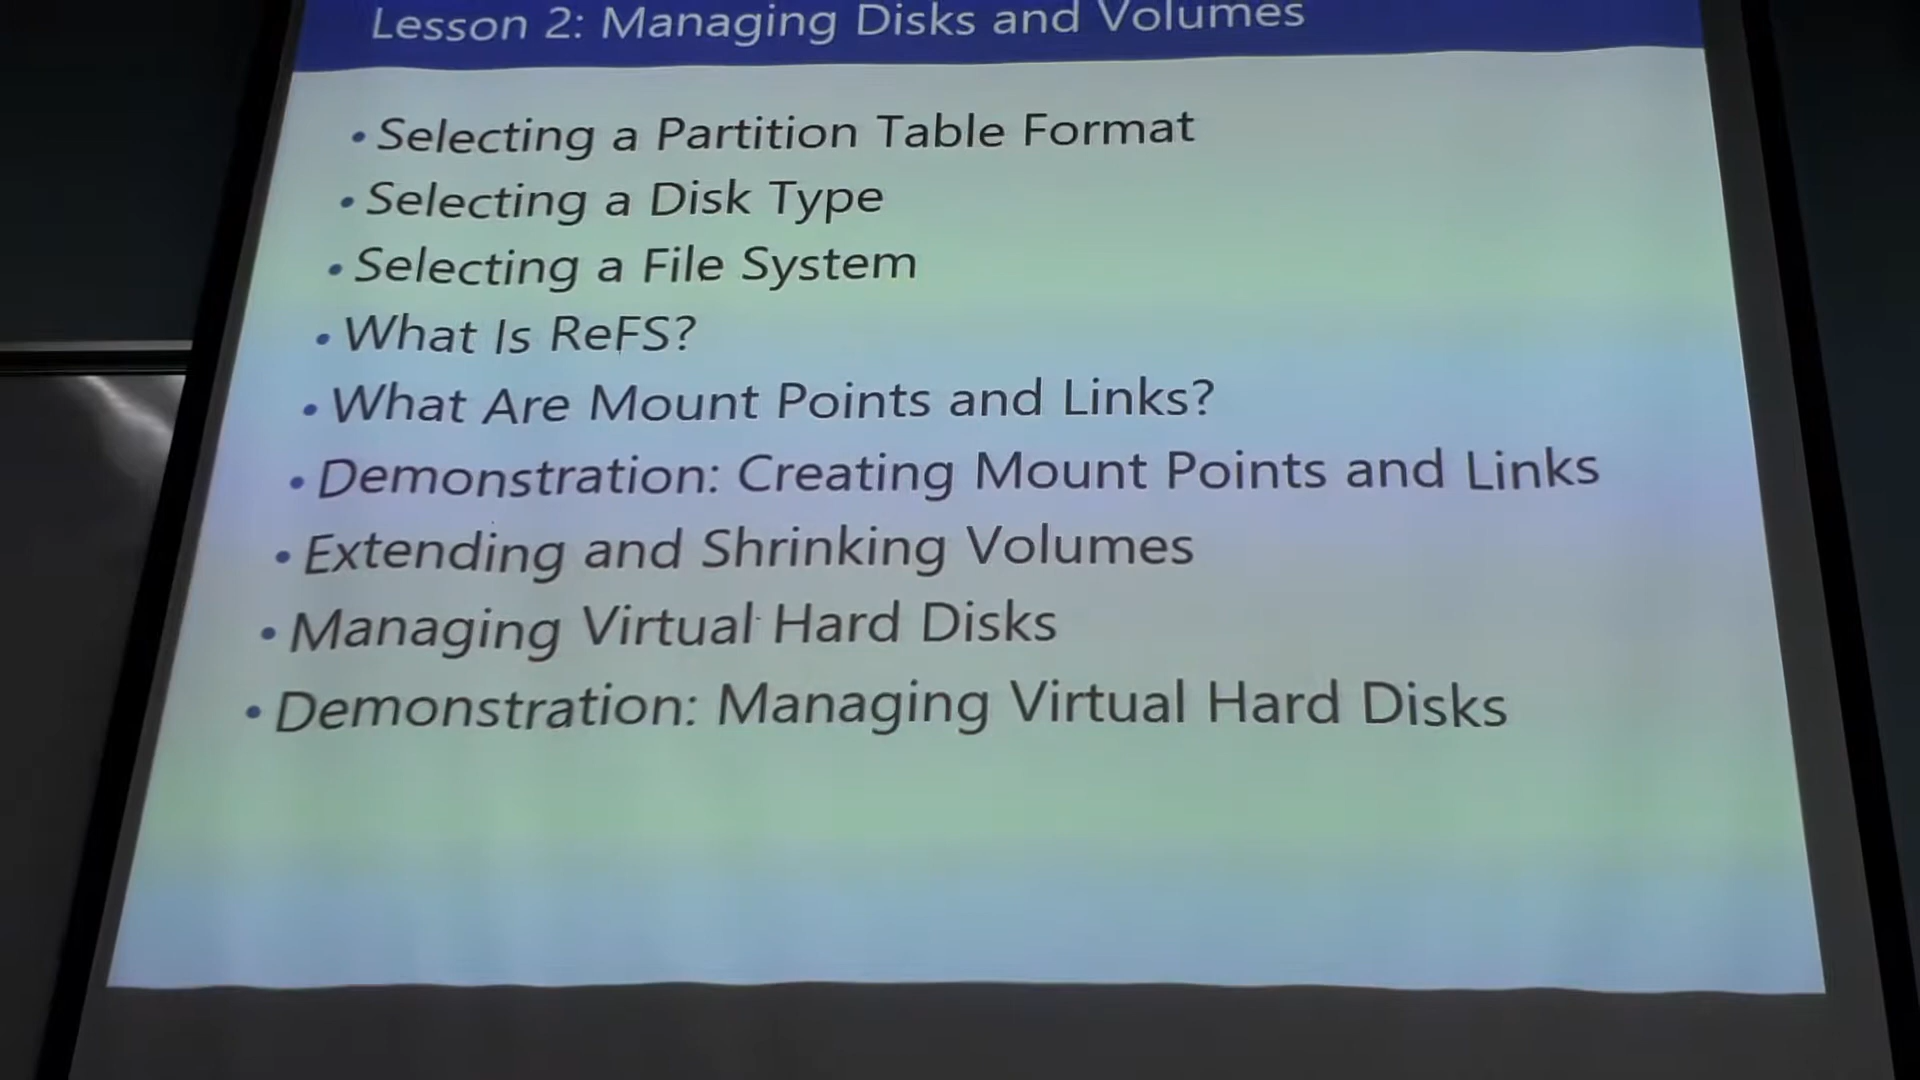 Lesson 2: Managing Disks and Volumes
• Selecting a Partition Table Format
• Selecting a Disk Type
• Selecting a File System
• What Is ReFS?
• What Are Mount Points and Links?
• Demonstration: Creating Mount Points and Links
• Extending and Shrinking Volumes
• Managing Virtual Hard Disks
• Demonstration: Managing Virtual Hard Disks